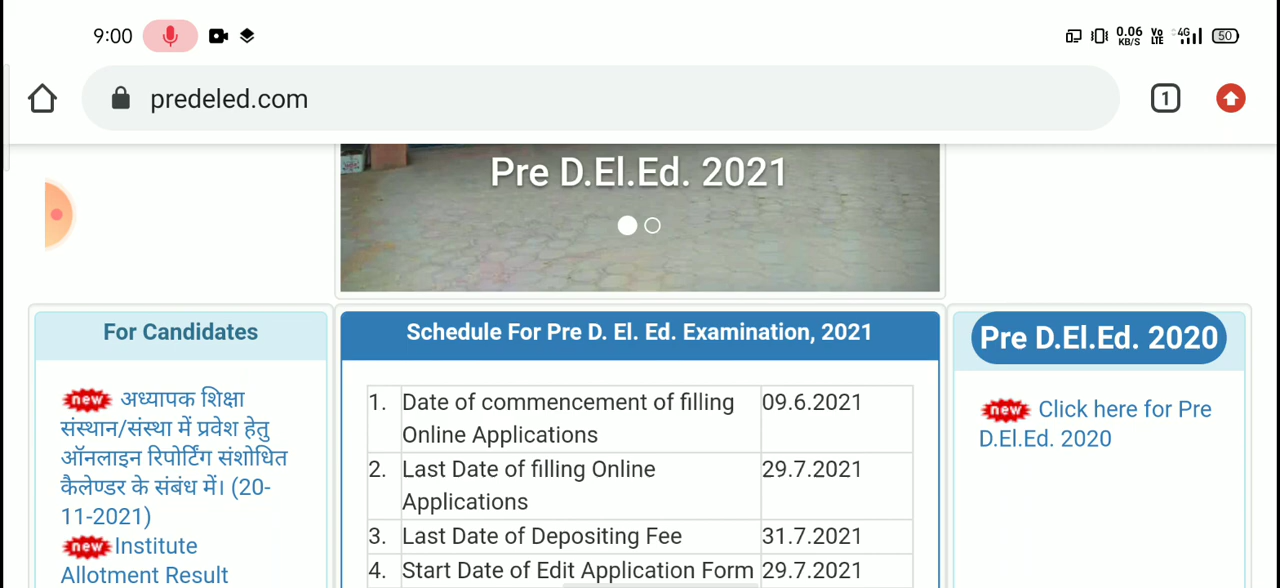 9:00
0.06
KB/S
Vo
LTE
4G
50
predeled.com
1
Pre D.El.Ed. 2021
For Candidates
new अध्यापक शिक्षा
संस्थान/संस्था में प्रवेश हेतु
ऑनलाइन रिपोर्टिंग संशोधित
कैलेण्डर के संबंध में। (20-
11-2021)
new Institute
Allotment Result
Schedule For Pre D. El. Ed. Examination, 2021
1. Date of commencement of filling 09.6.2021
Online Applications
2. Last Date of filling Online 29.7.2021
Applications
3. Last Date of Depositing Fee 31.7.2021
4. Start Date of Edit Application Form 29.7.2021
Pre D.El.Ed. 2020
new Click here for Pre
D.El.Ed. 2020